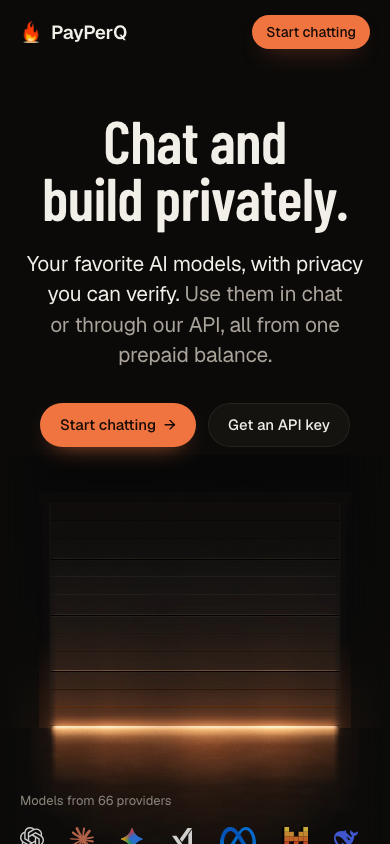 PayPerQ
Start chatting
Chat and
build privately.
Your favorite AI models, with privacy
you can verify. Use them in chat
or through our API, all from one
prepaid balance.
Start chatting →
Get an API key
Models from 66 providers